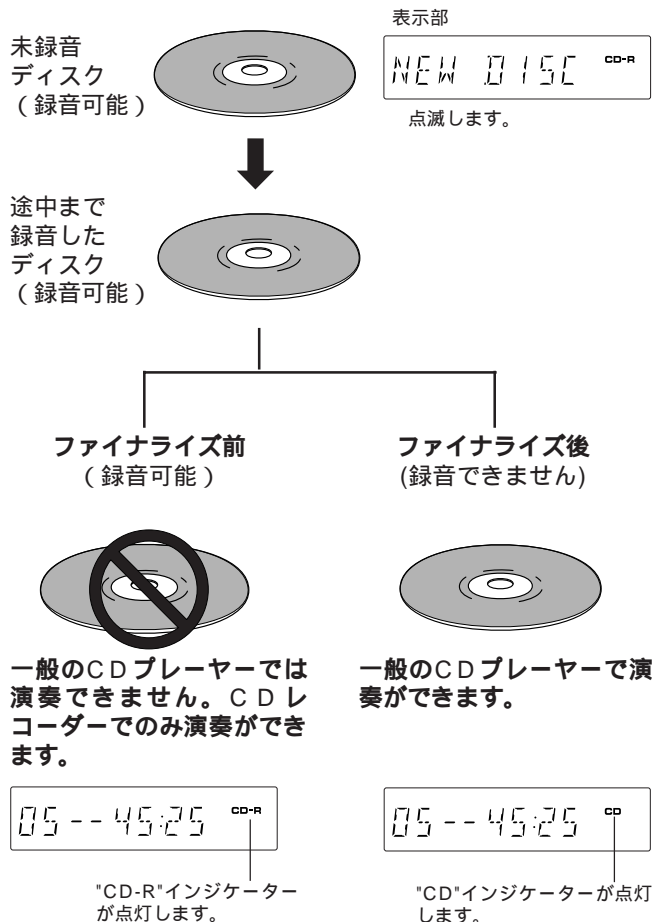 未録音
ディスク
（録音可能）
表示部
NEW DISC CD-R
点滅します。
途中まで
録音した
ディスク
（録音可能）
ファイナライズ前
（録音可能）
ファイナライズ後
(録音できません)
一般のCDプレーヤーでは
演奏できません。CDレ
コーダーでのみ演奏ができ
ます。
一般のCDプレーヤーで演
奏ができます。
05 -- 45:25 CD-R
"CD-R"インジケーター
が点灯します。
05 -- 45:25 CD
"CD"インジケーターが点灯
します。